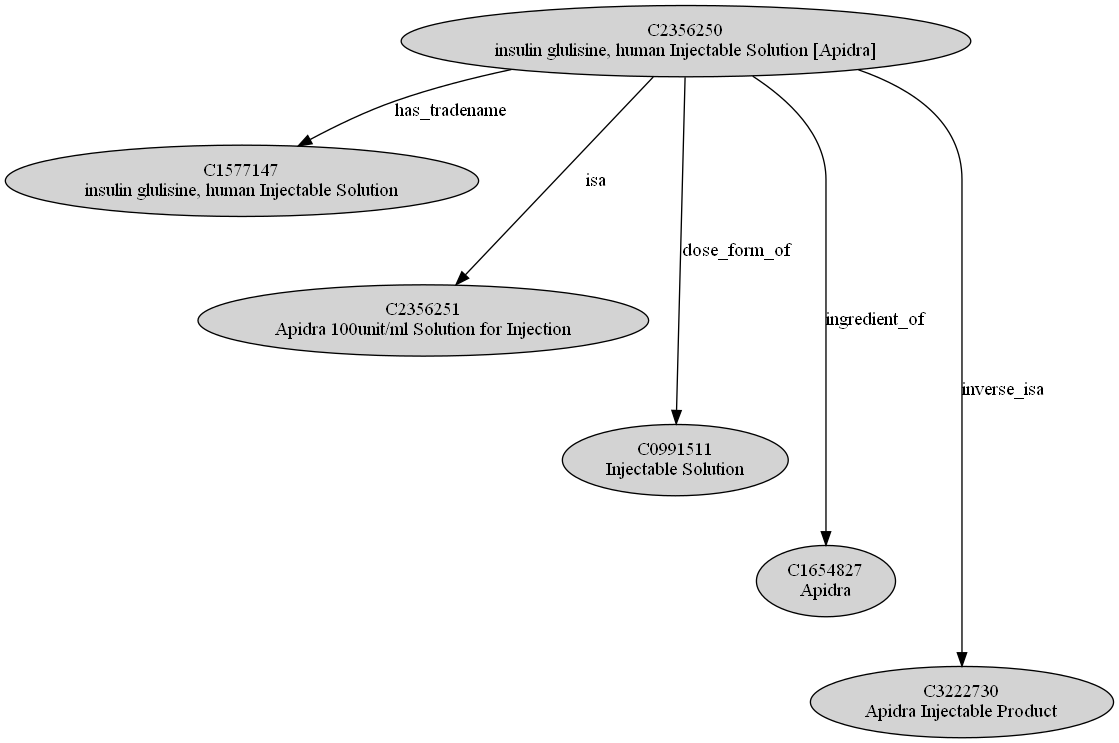 C2356250
insulin glulisine, human Injectable Solution [Apidra]
has_tradename
C1577147
insulin glulisine, human Injectable Solution
isa
dose_form_of
C2356251
Apidra 100unit/ml Solution for Injection
ingredient_of
inverse_isa
C0991511
Injectable Solution
C1654827
Apidra
C3222730
Apidra Injectable Product